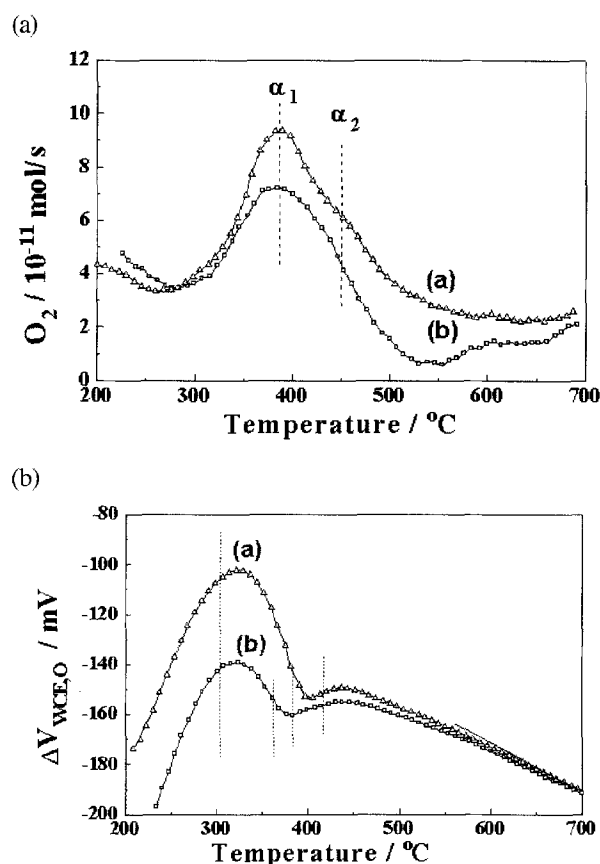 (a)
12
10
8
6
4
2
0
O₂ / 10⁻¹¹ mol/s
α₁
α₂
(a)
(b)
200 300 400 500 600 700
Temperature / °C
(b)
-80
-100
-120
-140
-160
-180
-200
ΔV_WCE,O / mV
(a)
(b)
200 300 400 500 600 700
Temperature / °C